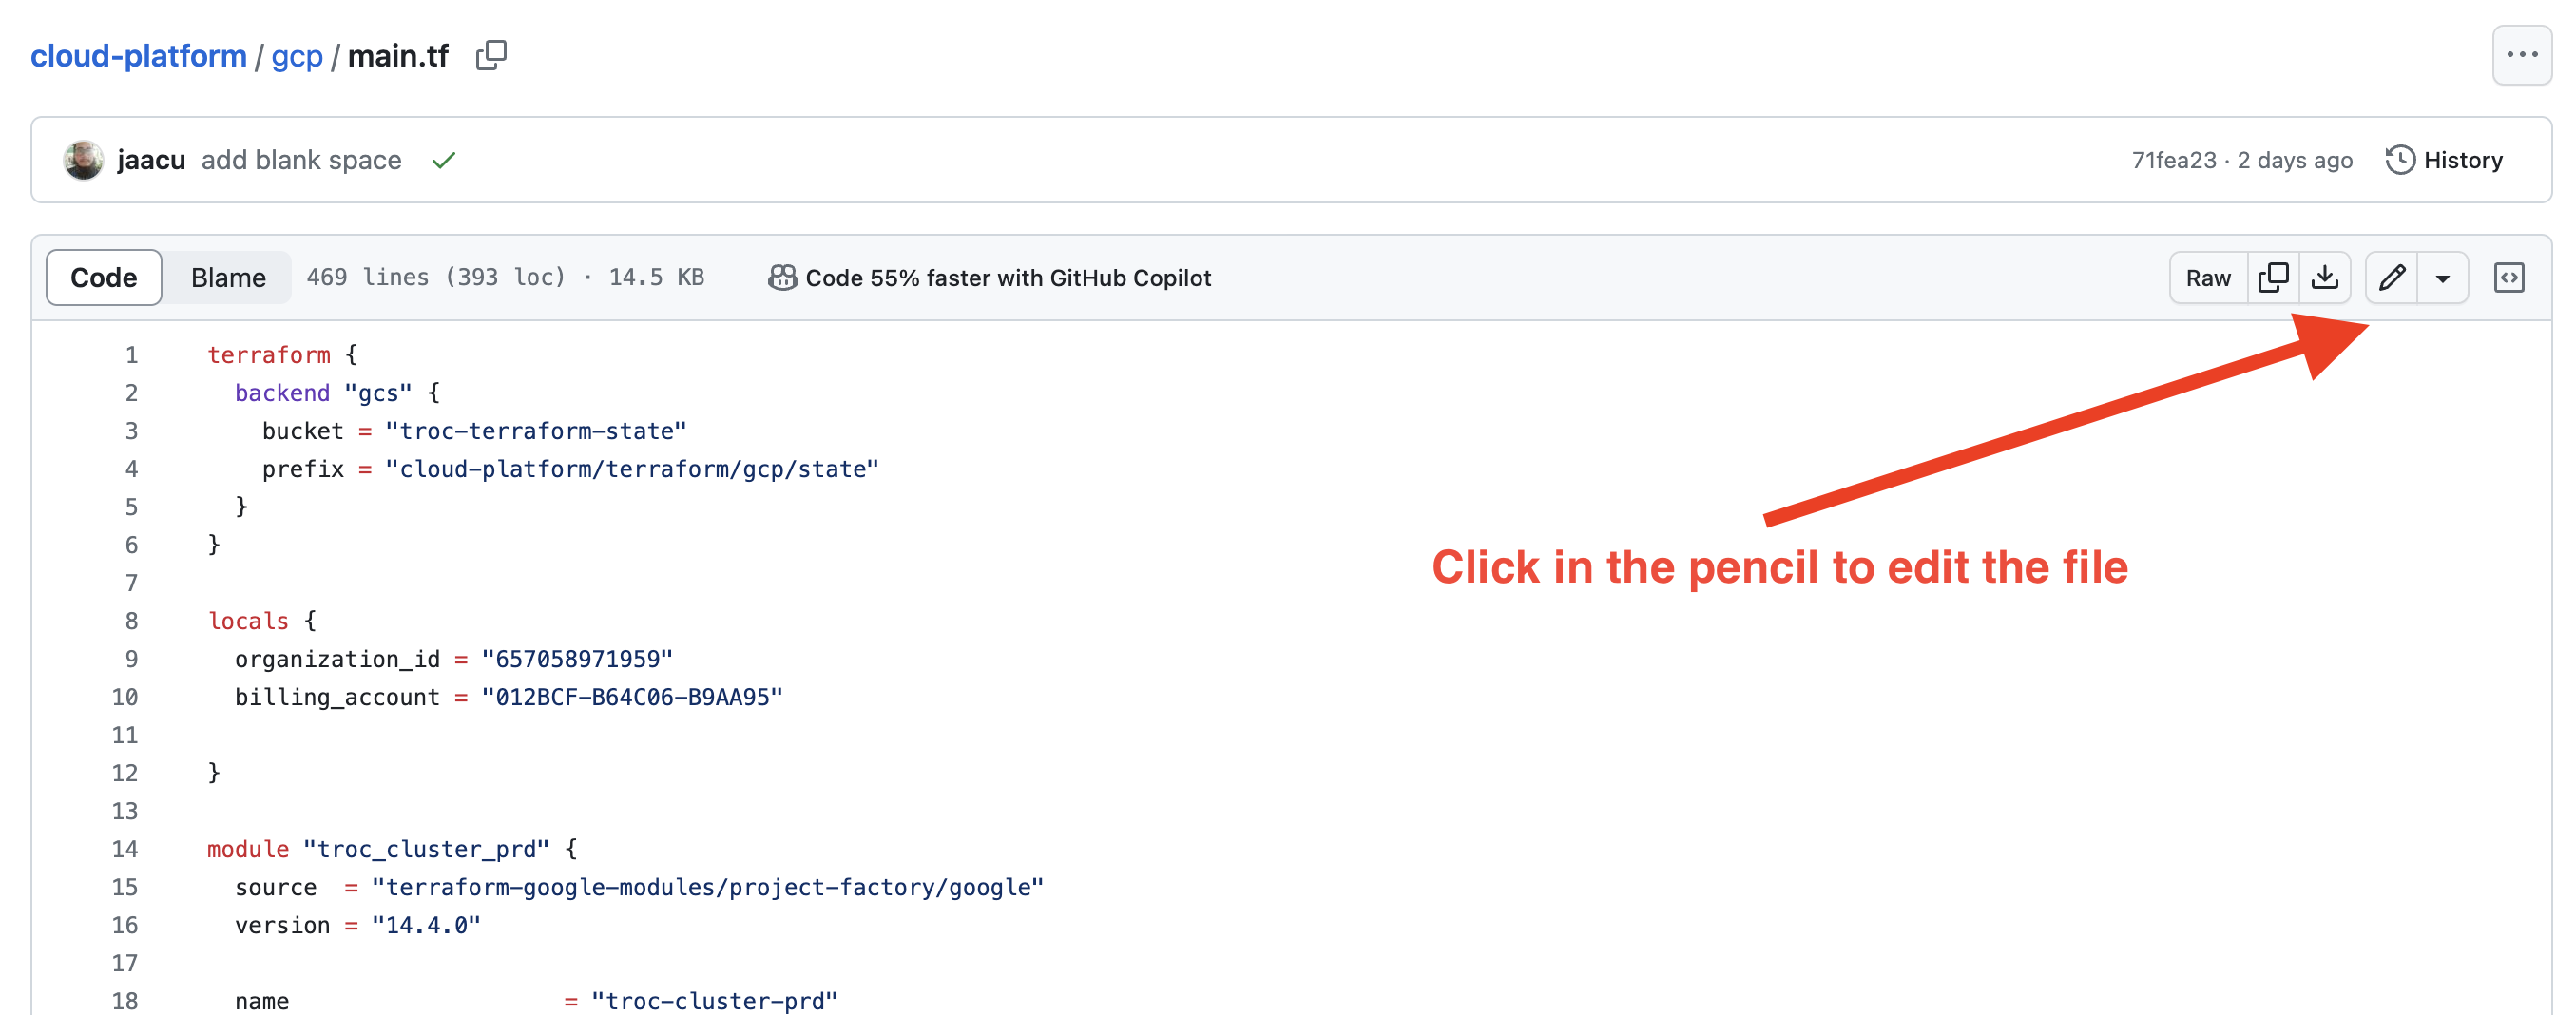 cloud-platform / gcp / main.tf
jaacu add blank space 71fea23 · 2 days ago History
Code Blame 469 lines (393 loc) · 14.5 KB Code 55% faster with GitHub Copilot Raw
1 terraform {
2   backend "gcs" {
3     bucket = "troc-terraform-state"
4     prefix = "cloud-platform/terraform/gcp/state"
5   }
6 }
7
Click in the pencil to edit the file
8 locals {
9   organization_id = "657058971959"
10   billing_account = "012BCF-B64C06-B9AA95"
11
12 }
13
14 module "troc_cluster_prd" {
15   source  = "terraform-google-modules/project-factory/google"
16   version = "14.4.0"
17
18   name                    = "troc-cluster-prd"